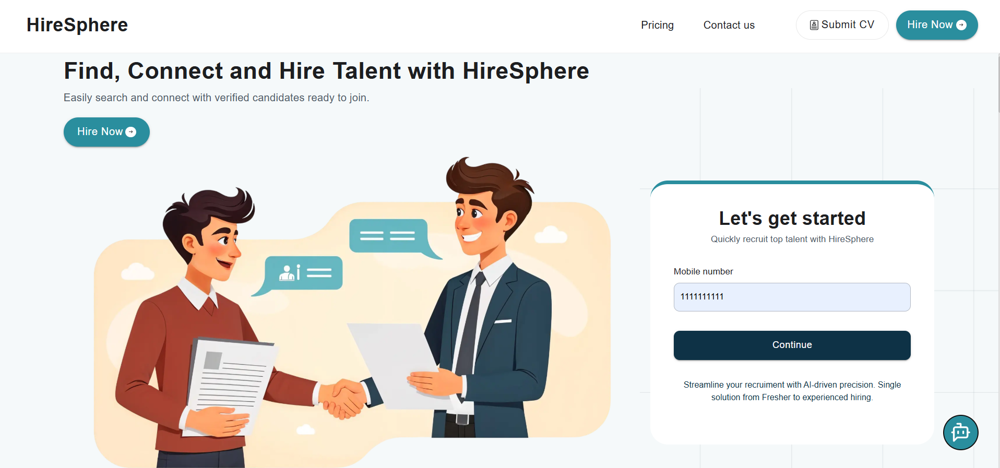 HireSphere
Pricing
Contact us
Submit CV
Hire Now
Find, Connect and Hire Talent with HireSphere
Easily search and connect with verified candidates ready to join.
Hire Now
Let's get started
Quickly recruit top talent with HireSphere
Mobile number
1111111111
Continue
Streamline your recruiment with AI-driven precision. Single
solution from Fresher to experienced hiring.